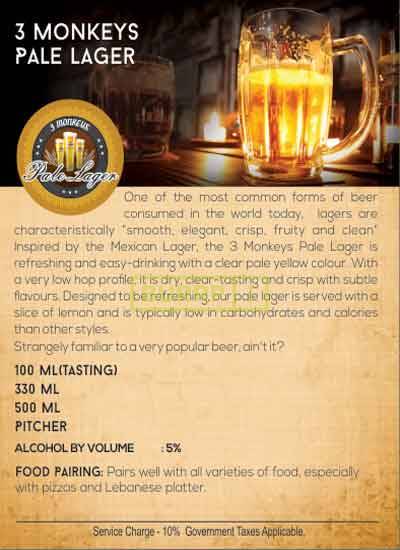 3 MONKEYS
PALE LAGER
3 MONKEYS
Pale Lager
One of the most common forms of beer
consumed in the world today, lagers are
characteristically "smooth, elegant, crisp, fruity and clean"
Inspired by the Mexican Lager, the 3 Monkeys Pale Lager is
refreshing and easy-drinking with a clear pale yellow colour. With
a very low hop profile, it is dry, clear-tasting and crisp with subtle
flavours. Designed to be refreshing, our pale lager is served with a
slice of lemon and is typically low in carbohydrates and calories
than other styles.
Strangely familiar to a very popular beer, ain't it?
100 ML(TASTING)
330 ML
500 ML
PITCHER
ALCOHOL BY VOLUME : 5%
FOOD PAIRING: Pairs well with all varieties of food, especially
with pizzas and Lebanese platter.
Service Charge - 10% Government Taxes Applicable.